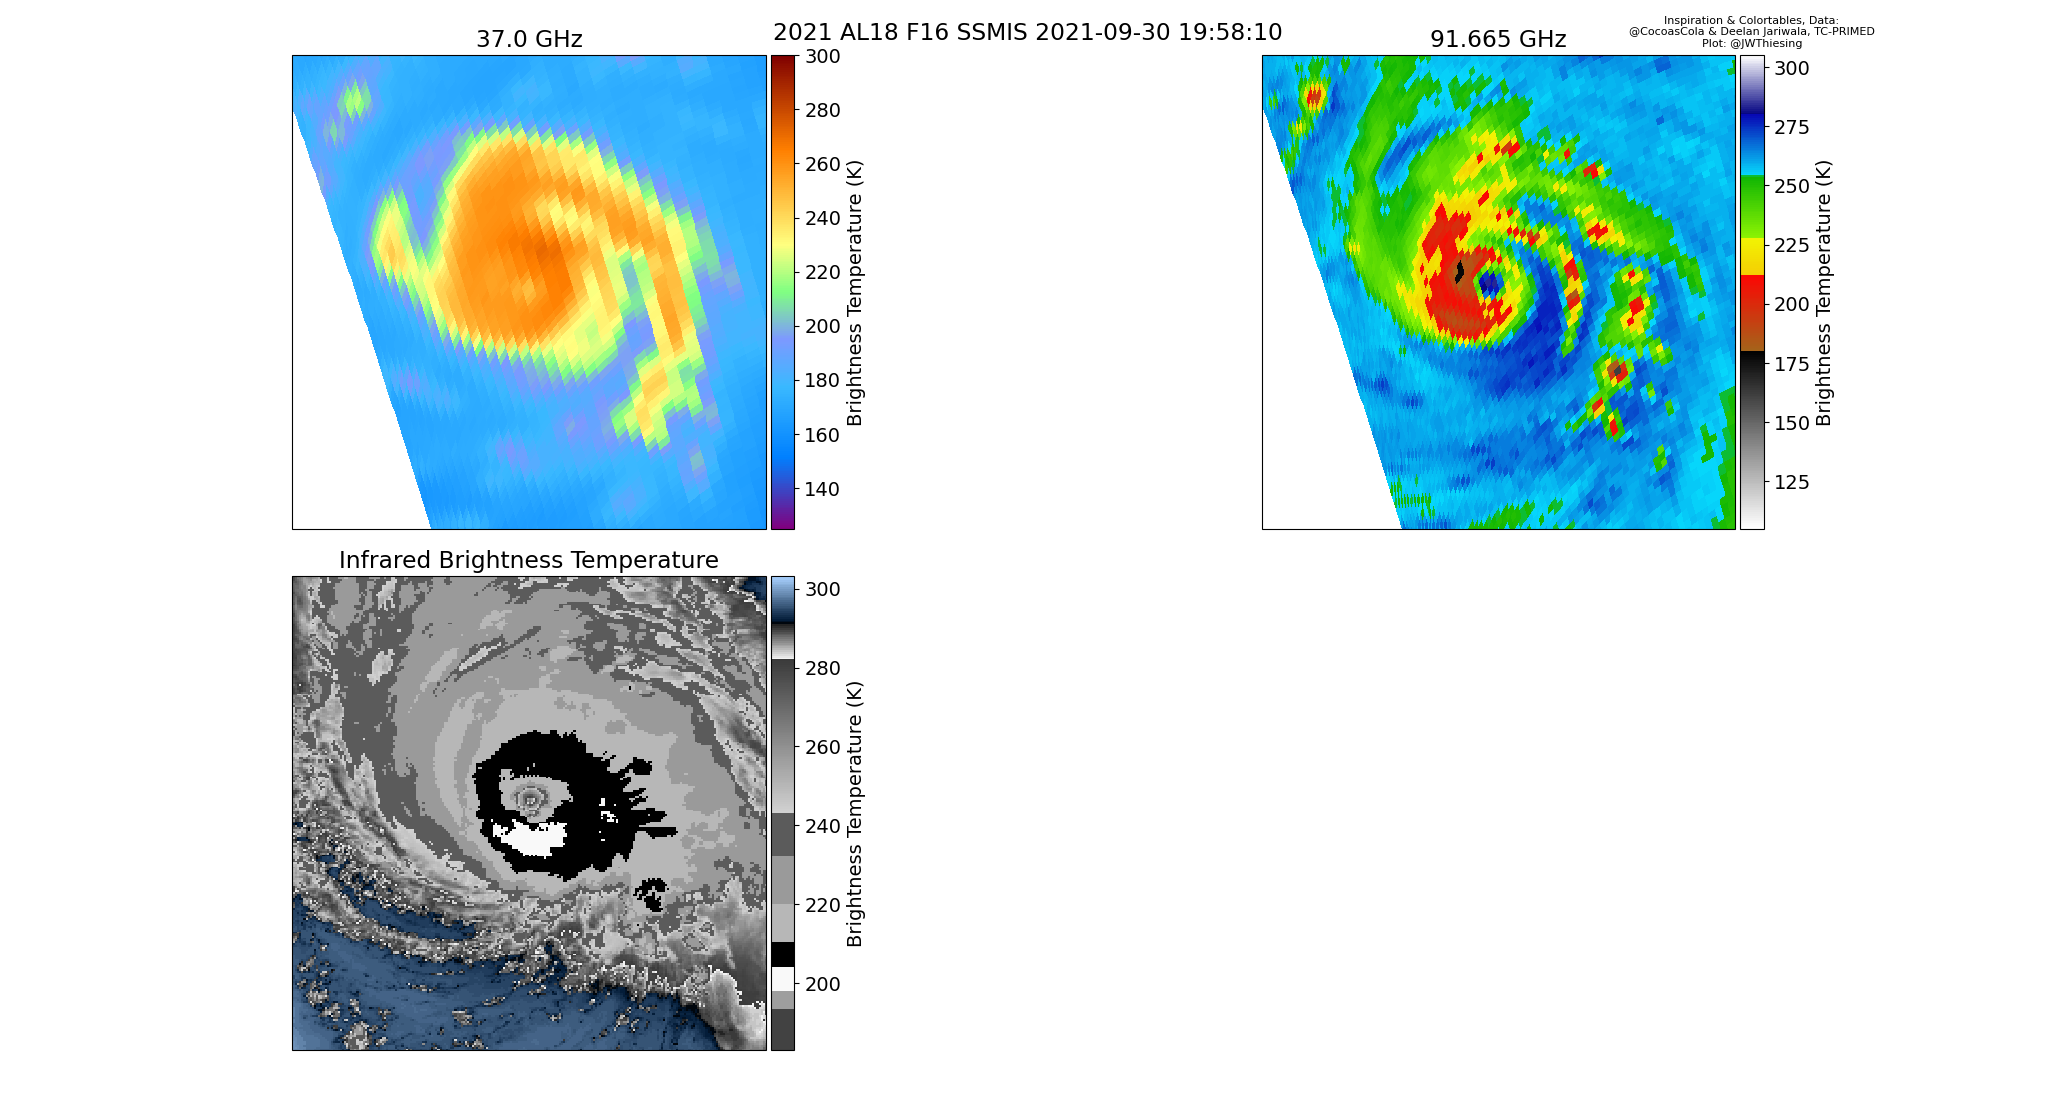 2021 AL18 F16 SSMIS 2021-09-30 19:58:10
Inspiration & Colortables, Data:
@CocoasCola & Deelan Jariwala, TC-PRIMED
Plot: @JWThiesing
37.0 GHz
300
280
260
240
220
200
180
160
140
Brightness Temperature (K)
91.665 GHz
300
275
250
225
200
175
150
125
Brightness Temperature (K)
Infrared Brightness Temperature
300
280
260
240
220
200
Brightness Temperature (K)